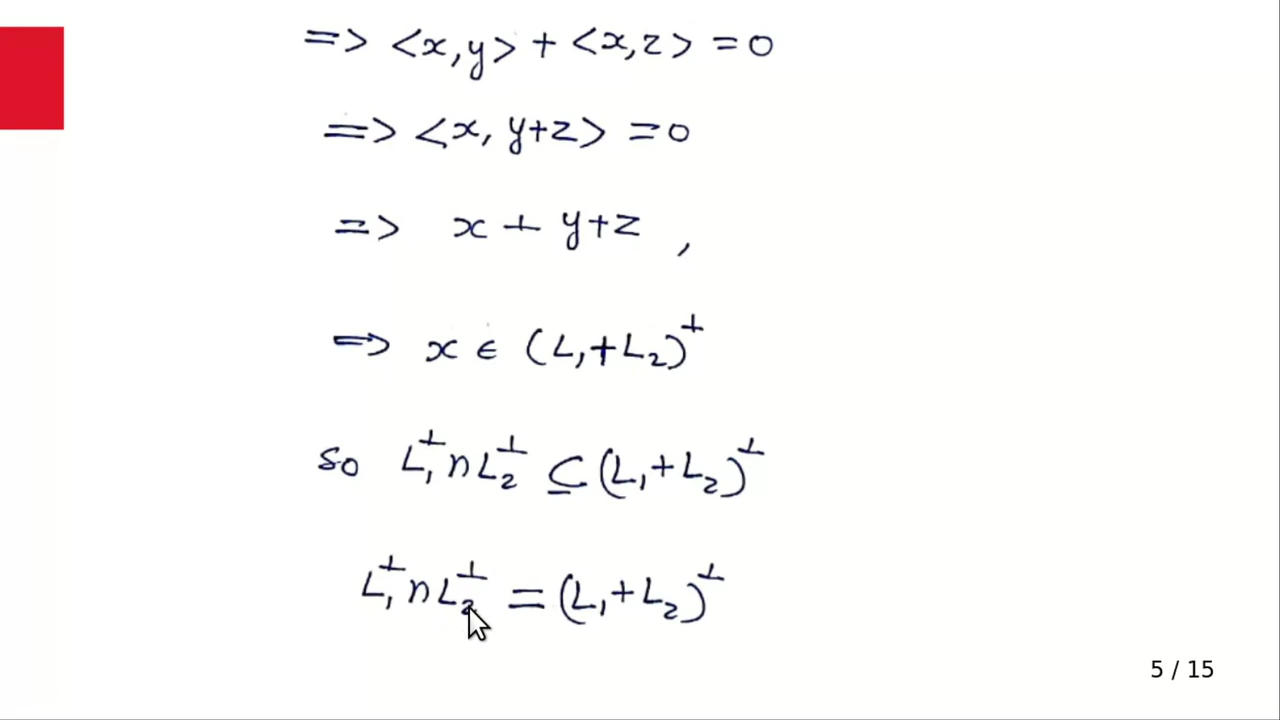 => <x,y> + <x,z> = 0
=> <x, y+z> = 0
=> x ⊥ y+z ,
=> x ∈ (L₁+L₂)^⊥
So L₁^⊥ ∩ L₂^⊥ ⊆ (L₁+L₂)^⊥
L₁^⊥ ∩ L₂^⊥ = (L₁+L₂)^⊥
5 / 15